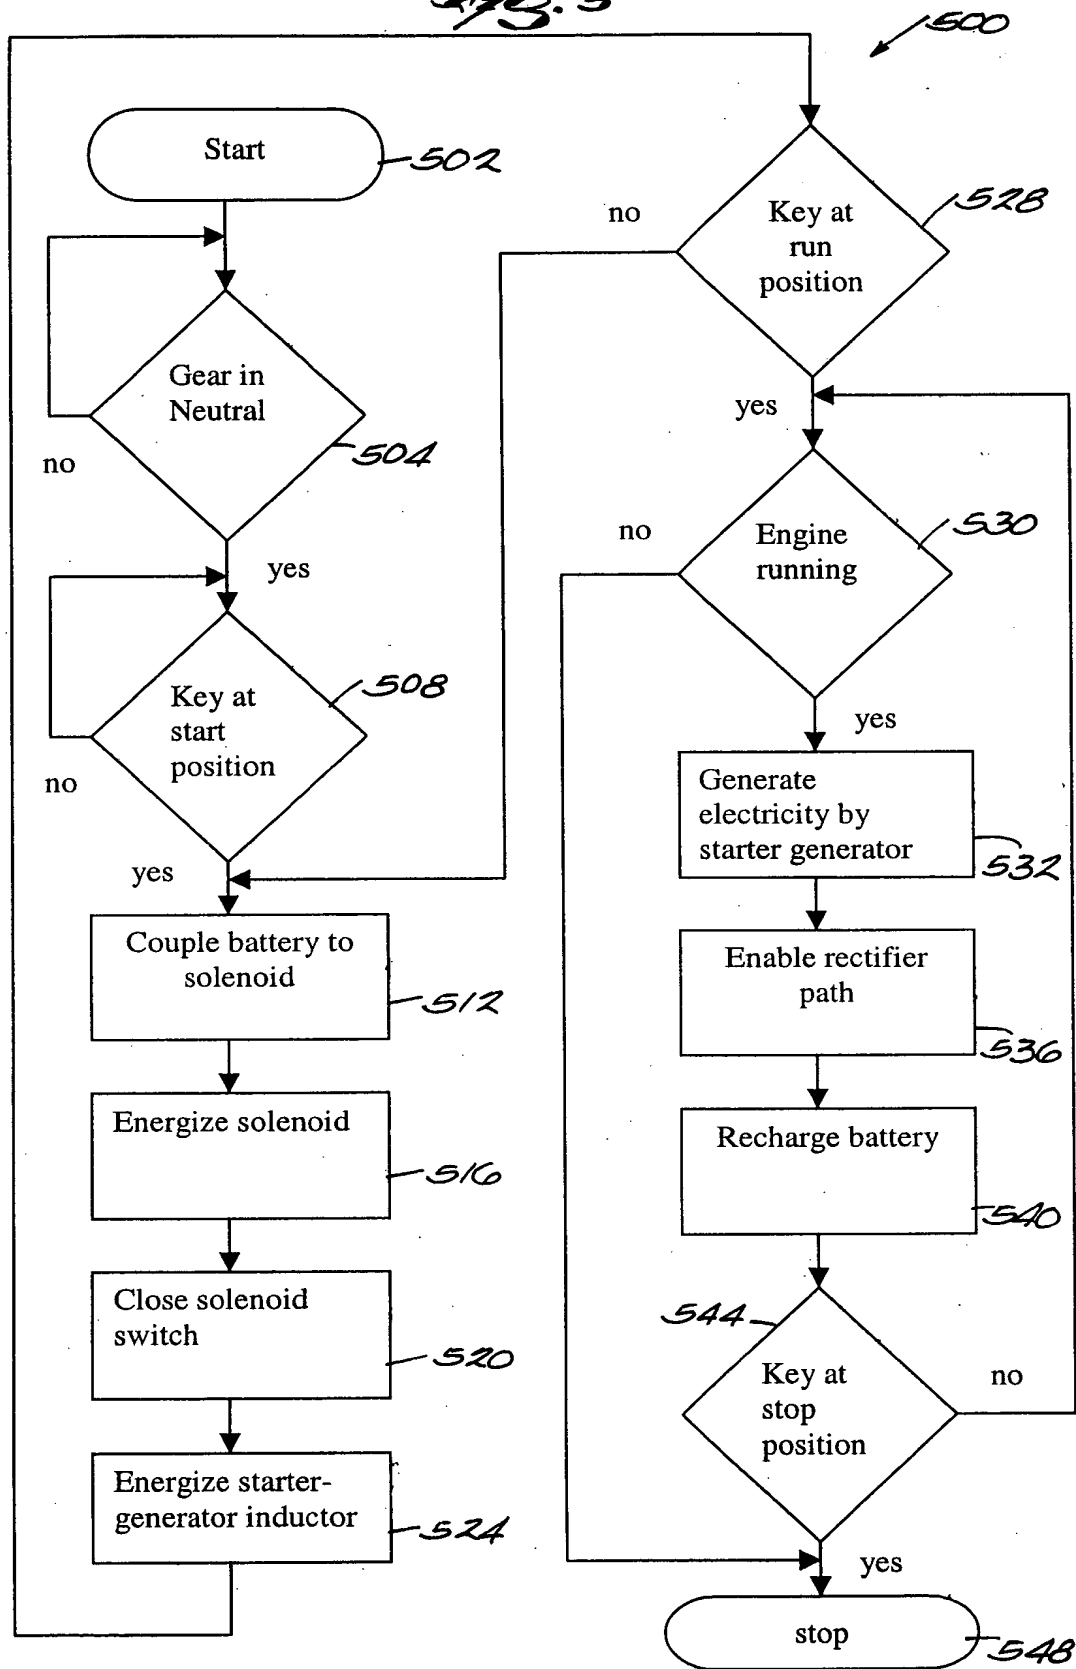 500
Start
502
Gear in
Neutral
504
no
yes
Key at
start
position
508
no
yes
Couple battery to
solenoid
512
Energize solenoid
516
Close solenoid
switch
520
Energize starter-
generator inductor
524
Key at
run
position
528
no
yes
Engine
running
530
no
yes
Generate
electricity by
starter generator
532
Enable rectifier
path
536
Recharge battery
540
544
Key at
stop
position
no
yes
stop
548